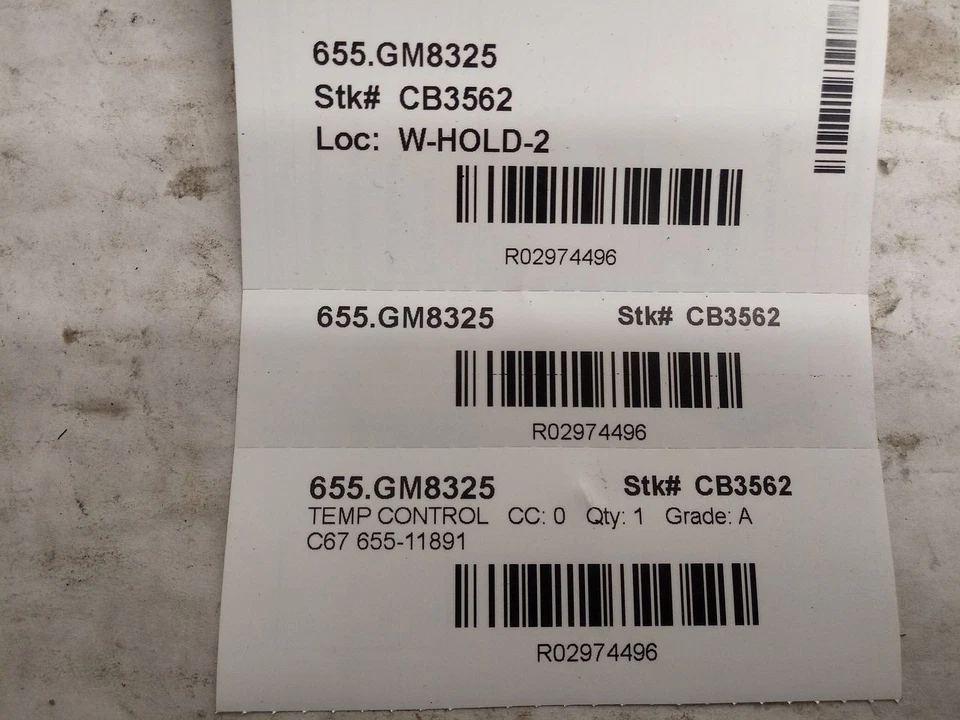 655.GM8325
Stk# CB3562
Loc: W-HOLD-2
R02974496
655.GM8325 Stk# CB3562
R02974496
655.GM8325 Stk# CB3562
TEMP CONTROL CC: 0 Qty: 1 Grade: A
C67 655-11891
R02974496